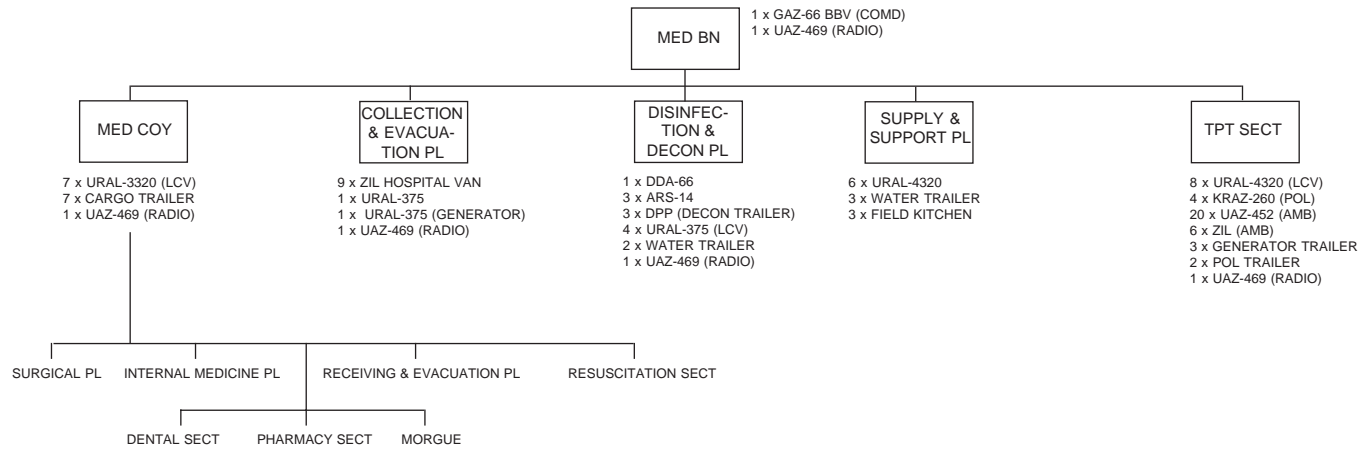 MED BN
1 x GAZ-66 BBV (COMD)
1 x UAZ-469 (RADIO)
MED COY
7 x URAL-3320 (LCV)
7 x CARGO TRAILER
1 x UAZ-469 (RADIO)
COLLECTION
& EVACUA-
TION PL
9 x ZIL HOSPITAL VAN
1 x URAL-375
1 x URAL-375 (GENERATOR)
1 x UAZ-469 (RADIO)
DISINFEC-
TION &
DECON PL
1 x DDA-66
3 x ARS-14
3 x DPP (DECON TRAILER)
4 x URAL-375 (LCV)
2 x WATER TRAILER
1 x UAZ-469 (RADIO)
SUPPLY &
SUPPORT PL
6 x URAL-4320
3 x WATER TRAILER
3 x FIELD KITCHEN
TPT SECT
8 x URAL-4320 (LCV)
4 x KRAZ-260 (POL)
20 x UAZ-452 (AMB)
6 x ZIL (AMB)
3 x GENERATOR TRAILER
2 x POL TRAILER
1 x UAZ-469 (RADIO)
SURGICAL PL
INTERNAL MEDICINE PL
RECEIVING & EVACUATION PL
RESUSCITATION SECT
DENTAL SECT
PHARMACY SECT
MORGUE